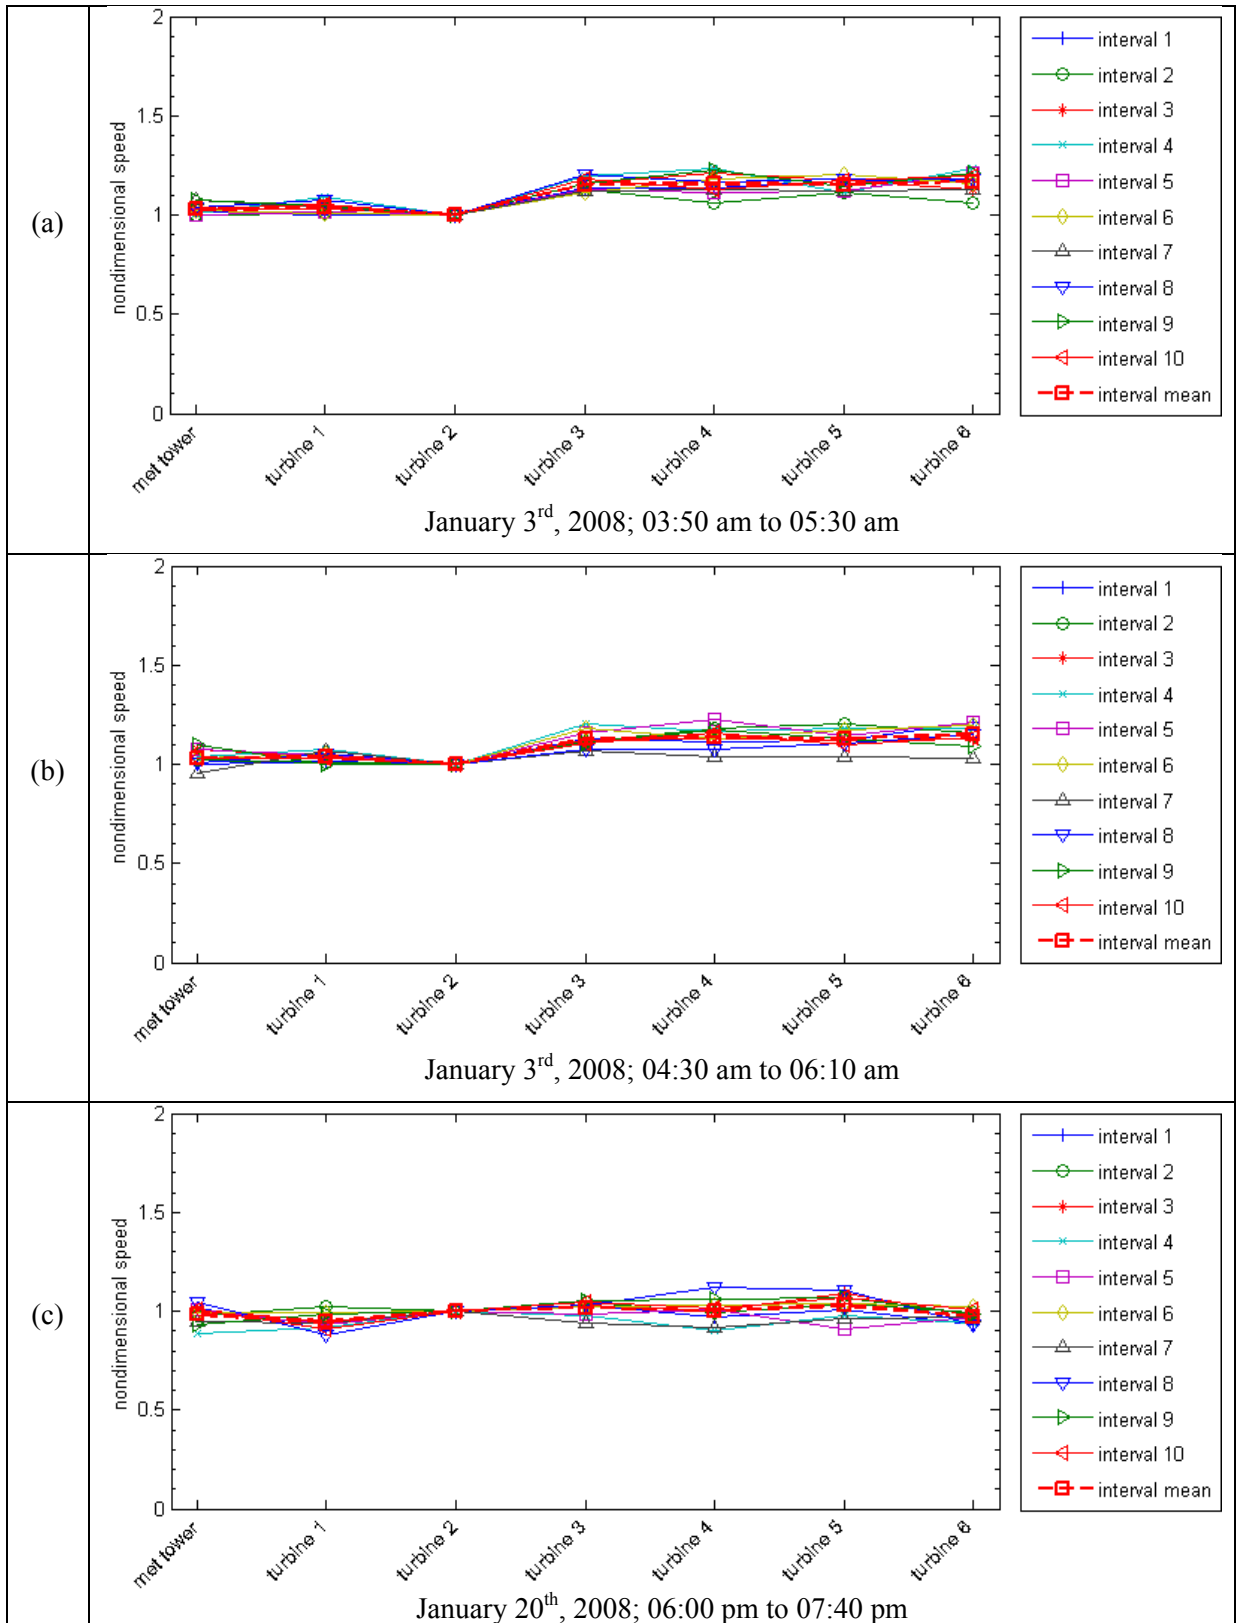 (a)
2
1.5
1
0.5
0
nondimensional speed
met tower
turbine 1
turbine 2
turbine 3
turbine 4
turbine 5
turbine 6
interval 1
interval 2
interval 3
interval 4
interval 5
interval 6
interval 7
interval 8
interval 9
interval 10
interval mean
January 3rd, 2008; 03:50 am to 05:30 am
(b)
2
1.5
1
0.5
0
nondimensional speed
met tower
turbine 1
turbine 2
turbine 3
turbine 4
turbine 5
turbine 6
interval 1
interval 2
interval 3
interval 4
interval 5
interval 6
interval 7
interval 8
interval 9
interval 10
interval mean
January 3rd, 2008; 04:30 am to 06:10 am
(c)
2
1.5
1
0.5
0
nondimensional speed
met tower
turbine 1
turbine 2
turbine 3
turbine 4
turbine 5
turbine 6
interval 1
interval 2
interval 3
interval 4
interval 5
interval 6
interval 7
interval 8
interval 9
interval 10
interval mean
January 20th, 2008; 06:00 pm to 07:40 pm